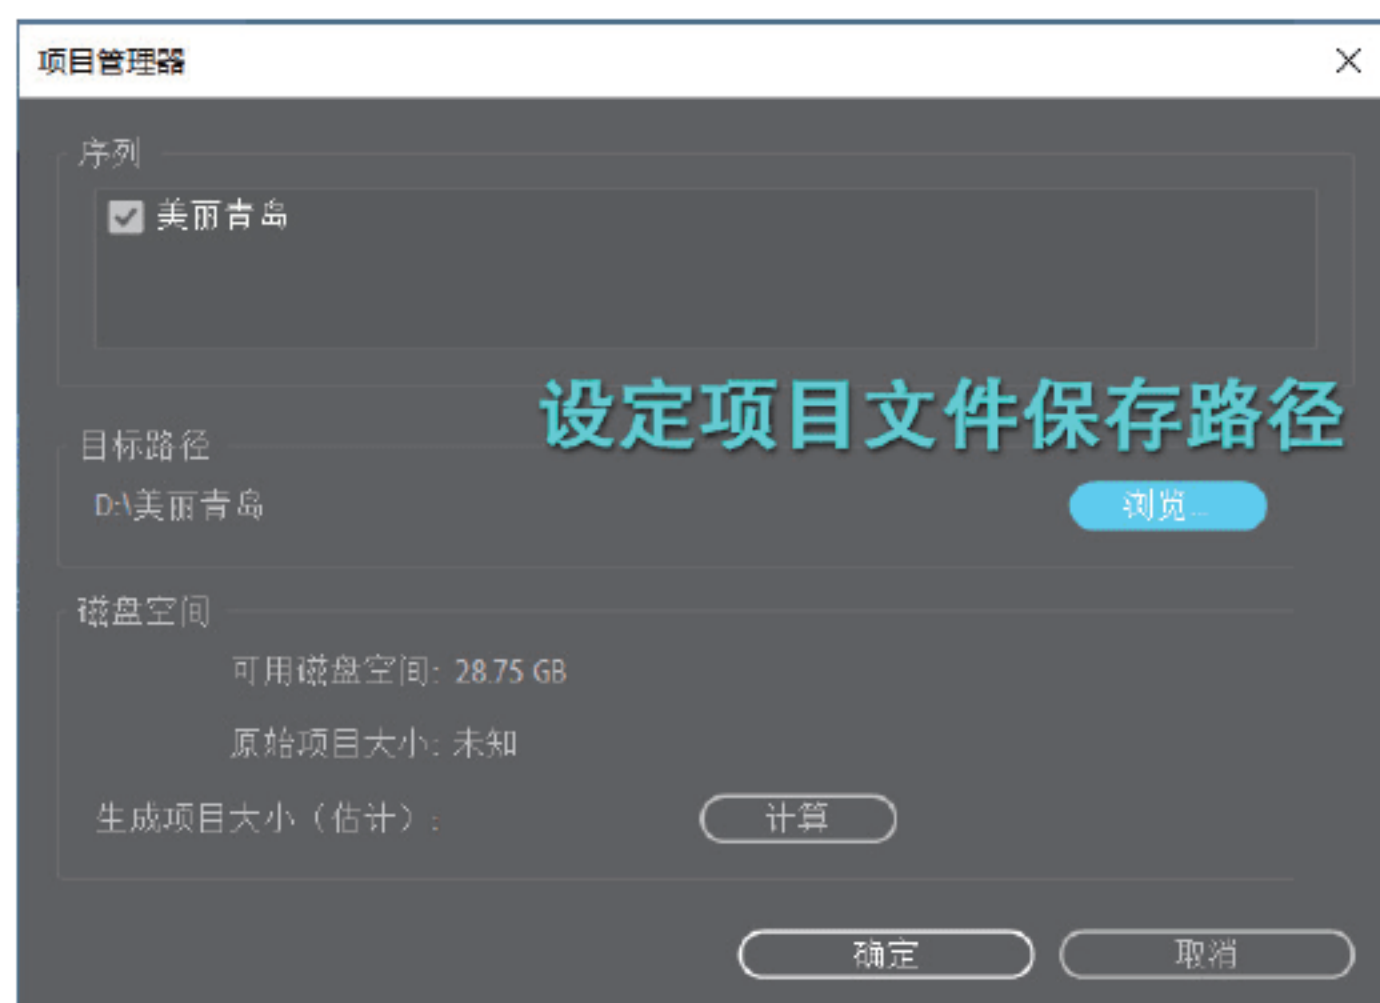 项目管理器
序列
美丽青岛
设定项目文件保存路径
目标路径
D:\美丽青岛
浏览...
磁盘空间
可用磁盘空间: 28.75 GB
原始项目大小: 未知
生成项目大小（估计）:
计算
确定
取消